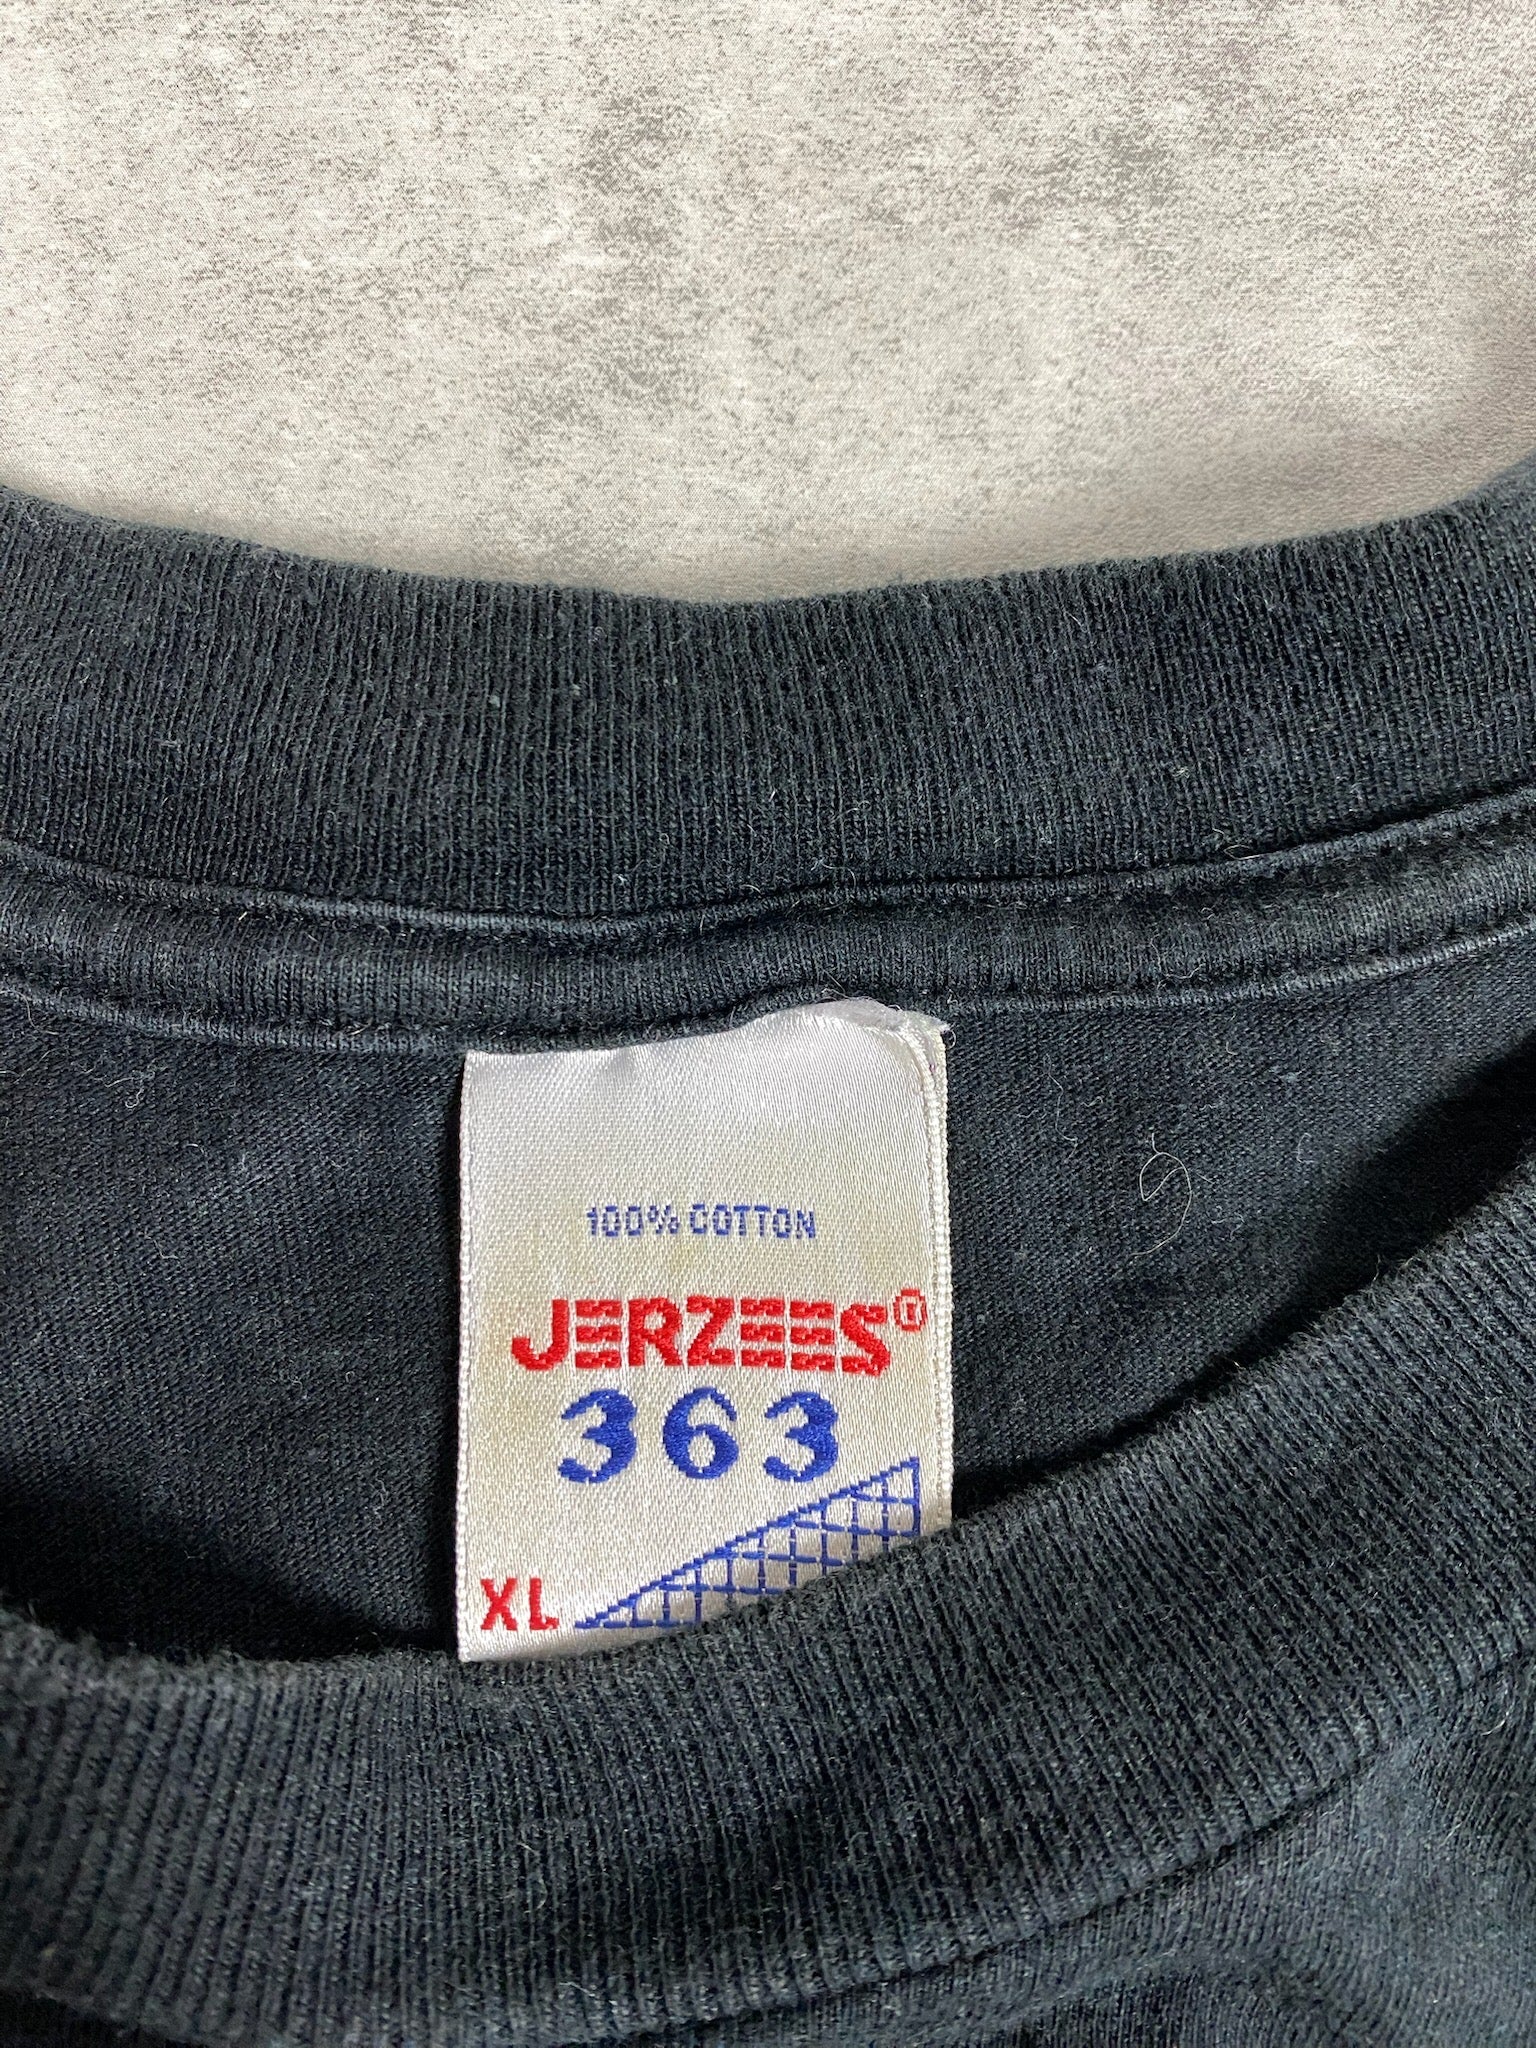 100% COTTON
JERZEES®
363
XL